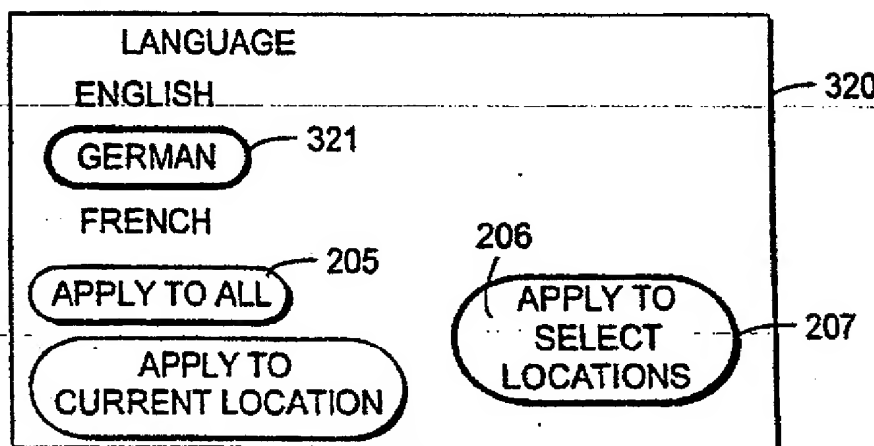 LANGUAGE
ENGLISH
320
GERMAN
321
FRENCH
206
205
APPLY TO ALL
APPLY TO
SELECT
LOCATIONS
207
APPLY TO
CURRENT LOCATION